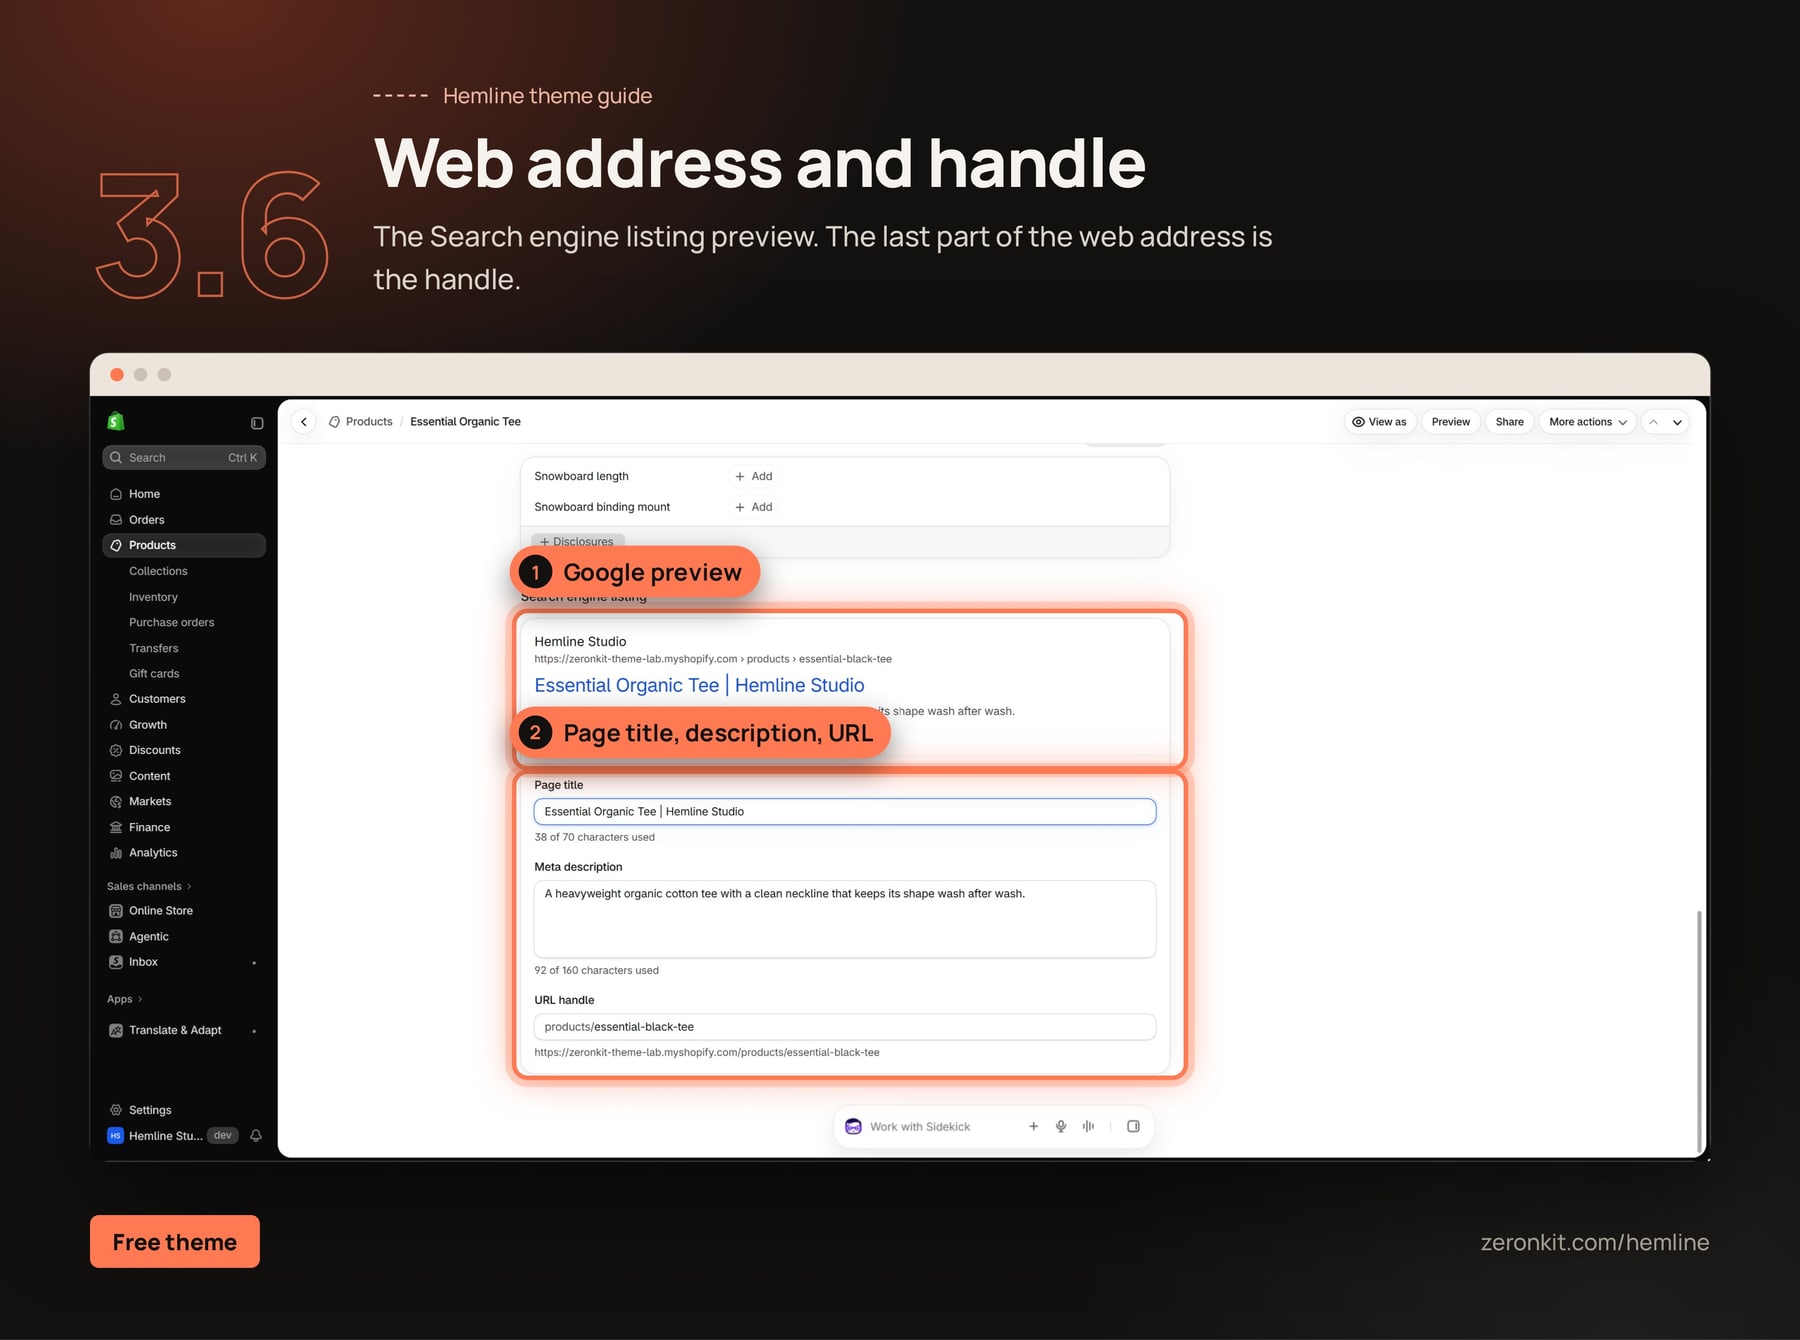 Hemline theme guide
3.6
Web address and handle
The Search engine listing preview. The last part of the web address is
the handle.
Products / Essential Organic Tee
View as
Preview
Share
More actions
Search Ctrl K
Home
Orders
Products
Collections
Inventory
Purchase orders
Transfers
Gift cards
Customers
Growth
Discounts
Content
Markets
Finance
Analytics
Sales channels
Online Store
Agentic
Inbox
Apps
Translate & Adapt
Settings
HS Hemline Stu... dev
Snowboard length + Add
Snowboard binding mount + Add
+ Disclosures
1 Google preview
Search engine listing
Hemline Studio
https://zeronkit-theme-lab.myshopify.com › products › essential-black-tee
Essential Organic Tee | Hemline Studio
its shape wash after wash.
2 Page title, description, URL
Page title
Essential Organic Tee | Hemline Studio
38 of 70 characters used
Meta description
A heavyweight organic cotton tee with a clean neckline that keeps its shape wash after wash.
92 of 160 characters used
URL handle
products/essential-black-tee
https://zeronkit-theme-lab.myshopify.com/products/essential-black-tee
Work with Sidekick
Free theme
zeronkit.com/hemline